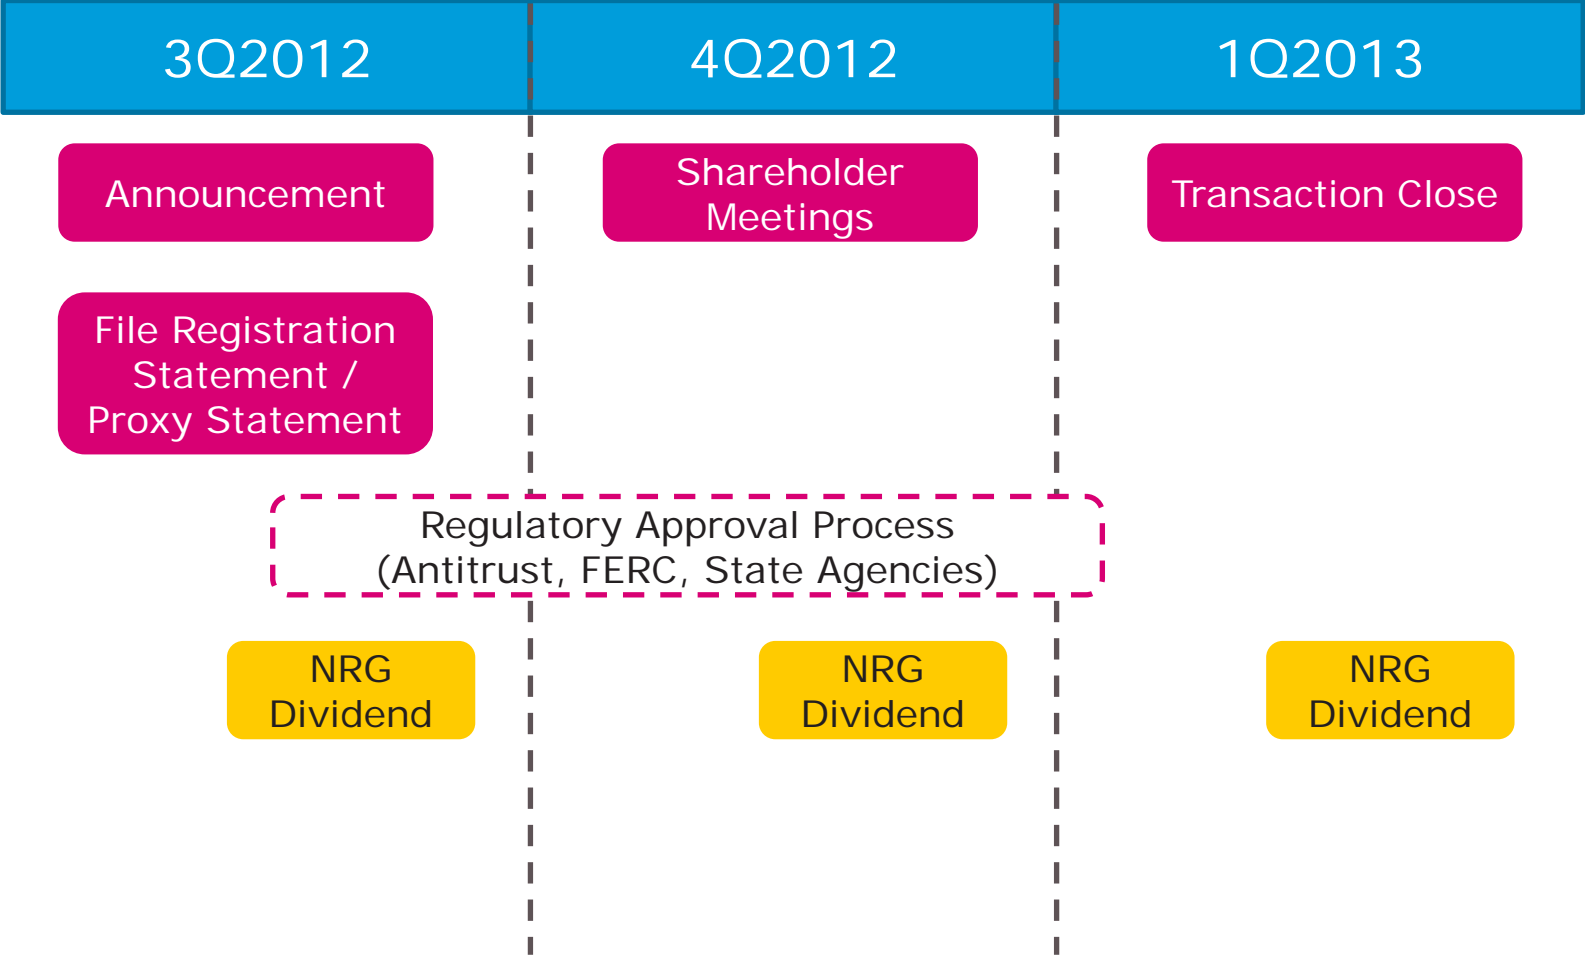 3Q2012
4Q2012
1Q2013
Announcement
Shareholder
Meetings
Transaction Close
File Registration
Statement /
Proxy Statement
Regulatory Approval Process
(Antitrust, FERC, State Agencies)
NRG
Dividend
NRG
Dividend
NRG
Dividend